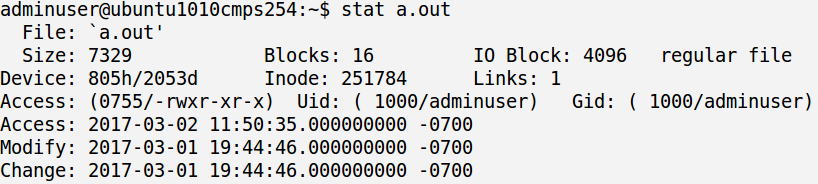 adminuser@ubuntu1010cmps254:~$ stat a.out
  File: `a.out'
  Size: 7329            Blocks: 16         IO Block: 4096   regular file
Device: 805h/2053d      Inode: 251784      Links: 1
Access: (0755/-rwxr-xr-x)  Uid: ( 1000/adminuser)   Gid: ( 1000/adminuser)
Access: 2017-03-02 11:50:35.000000000 -0700
Modify: 2017-03-01 19:44:46.000000000 -0700
Change: 2017-03-01 19:44:46.000000000 -0700